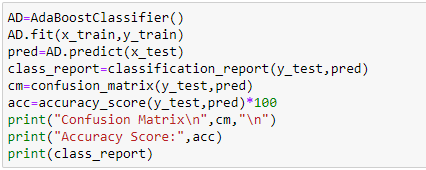 AD=AdaBoostClassifier()
AD.fit(x_train,y_train)
pred=AD.predict(x_test)
class_report=classification_report(y_test,pred)
cm=confusion_matrix(y_test,pred)
acc=accuracy_score(y_test,pred)*100
print("Confusion Matrix\n",cm,"\n")
print("Accuracy Score:",acc)
print(class_report)